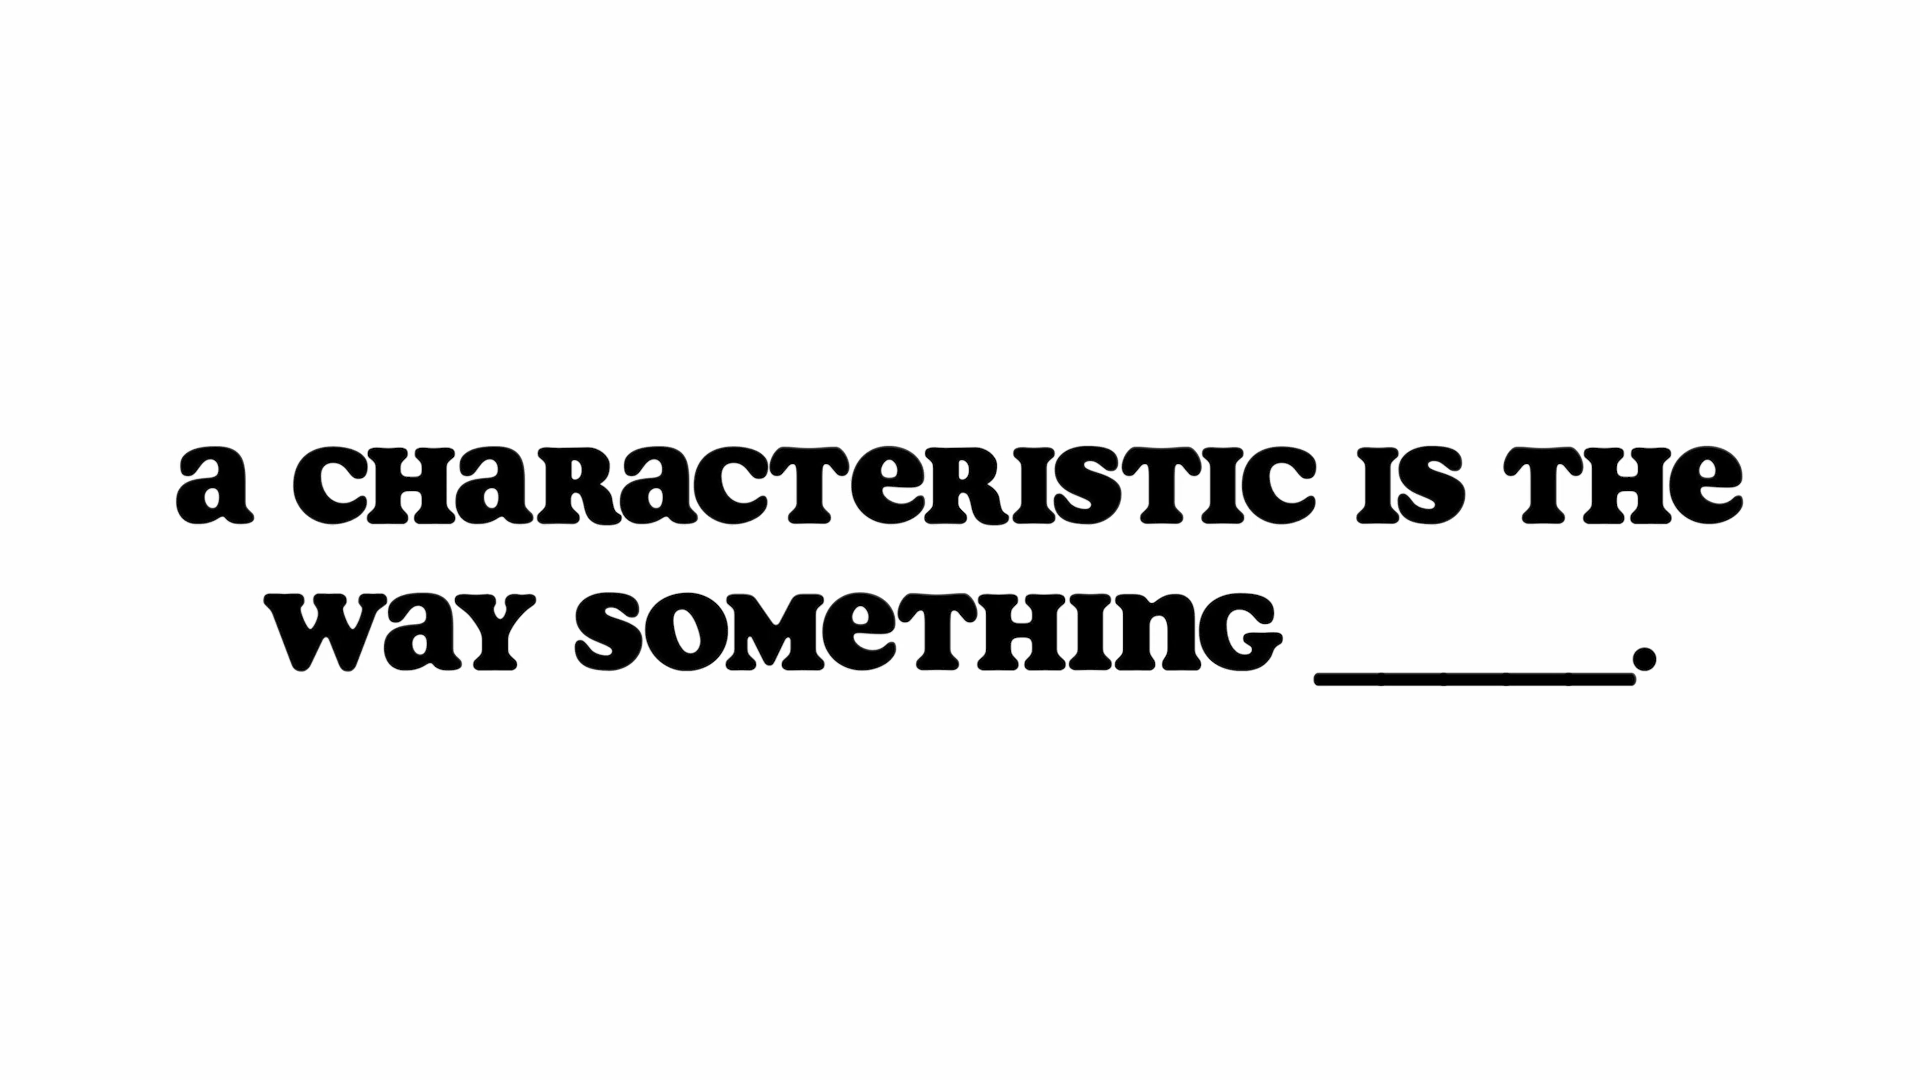 a CHaRaCTeRISTIC IS THe
WaY SOMeTHInG _____.